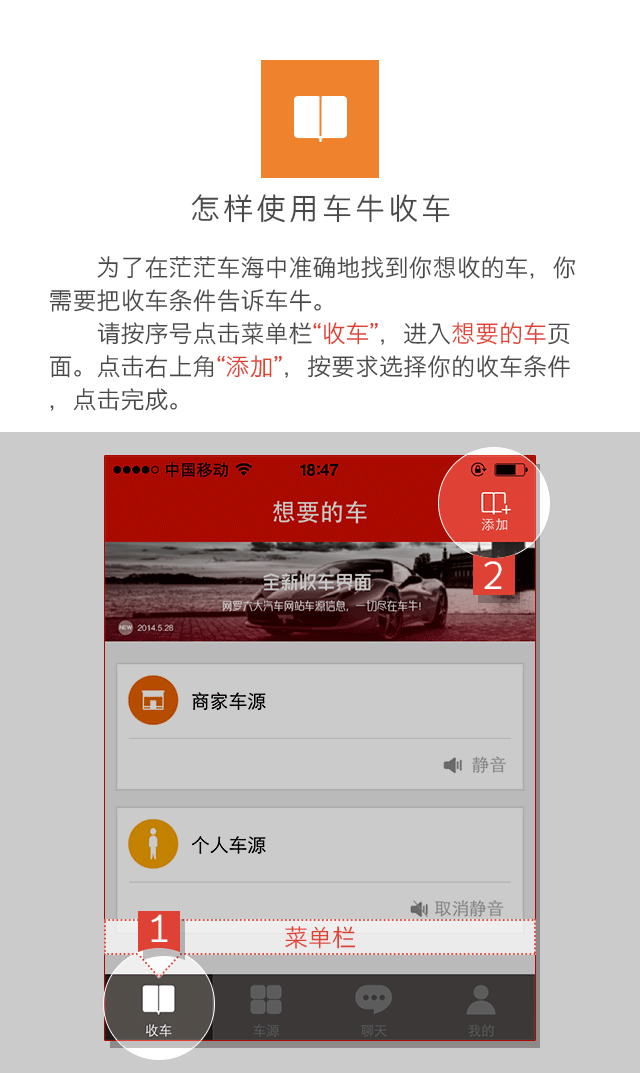 怎样使用车牛收车
为了在茫茫车海中准确地找到你想收的车，你
需要把收车条件告诉车牛。
请按序号点击菜单栏“收车”，进入想要的车页
面。点击右上角“添加”，按要求选择你的收车条件
，点击完成。
中国移动 18:47
想要的车
添加
2
全新收车界面
网罗六大汽车网站车源信息，一切尽在车牛!
NEW 2014.5.28
商家车源
静音
个人车源
取消静音
1
菜单栏
收车 车源 聊天 我的